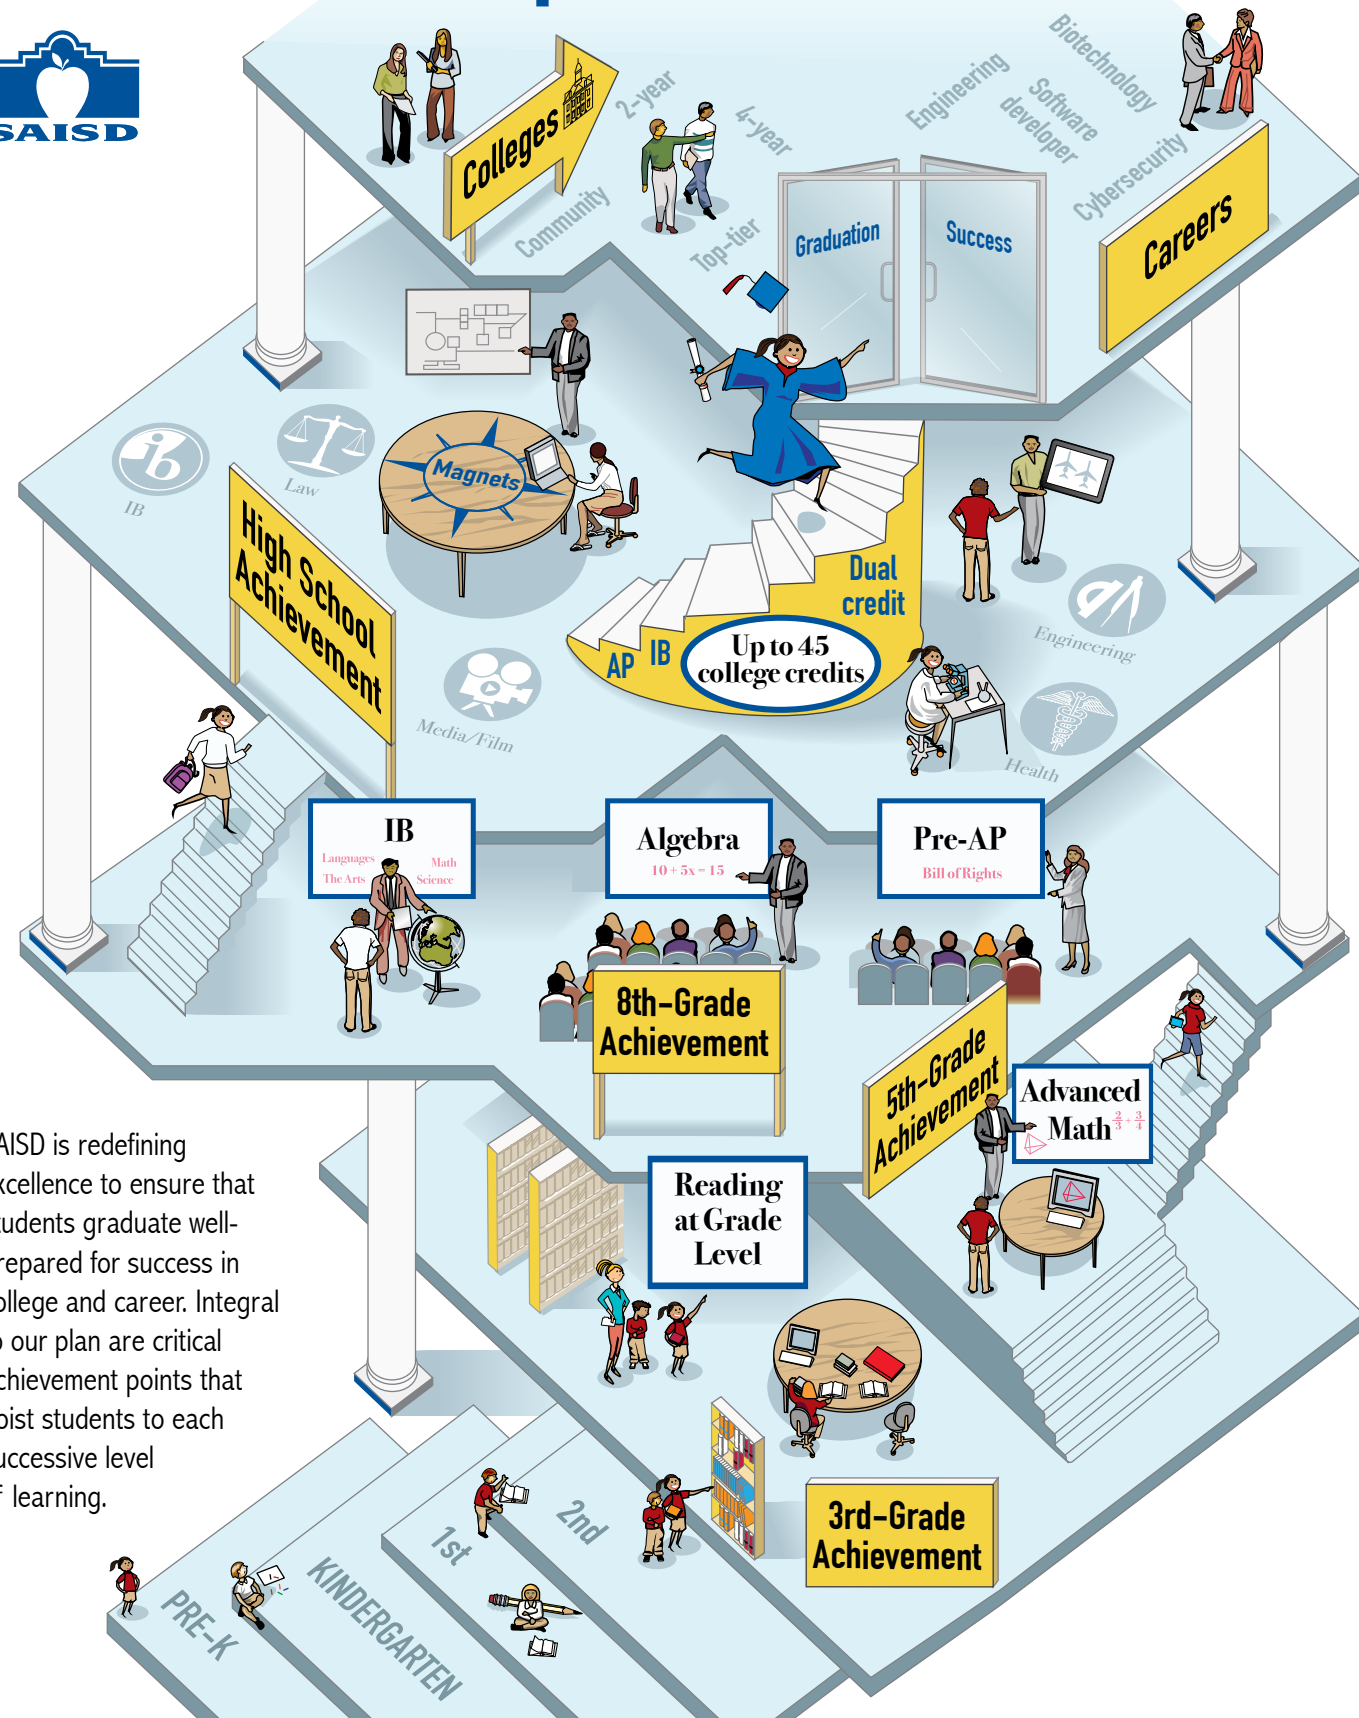 SAISD
Colleges
2-year
4-year
Community
Top-tier
Engineering
Software
developer
Biotechnology
Cybersecurity
Careers
Graduation
Success
IB
Law
Magnets
High School
Achievement
Media/Film
AP
IB
Dual
credit
Up to 45
college credits
Engineering
Health
IB
Languages
Math
The Arts
Science
Algebra
10 + 5x = 15
Pre-AP
Bill of Rights
8th-Grade
Achievement
5th-Grade
Achievement
Advanced
Math 2/3 + 3/4
Reading
at Grade
Level
AISD is redefining
xcellence to ensure that
tudents graduate well-
repared for success in
ollege and career. Integral
o our plan are critical
chievement points that
oist students to each
uccessive level
f learning.
3rd-Grade
Achievement
2nd
1st
KINDERGARTEN
PRE-K